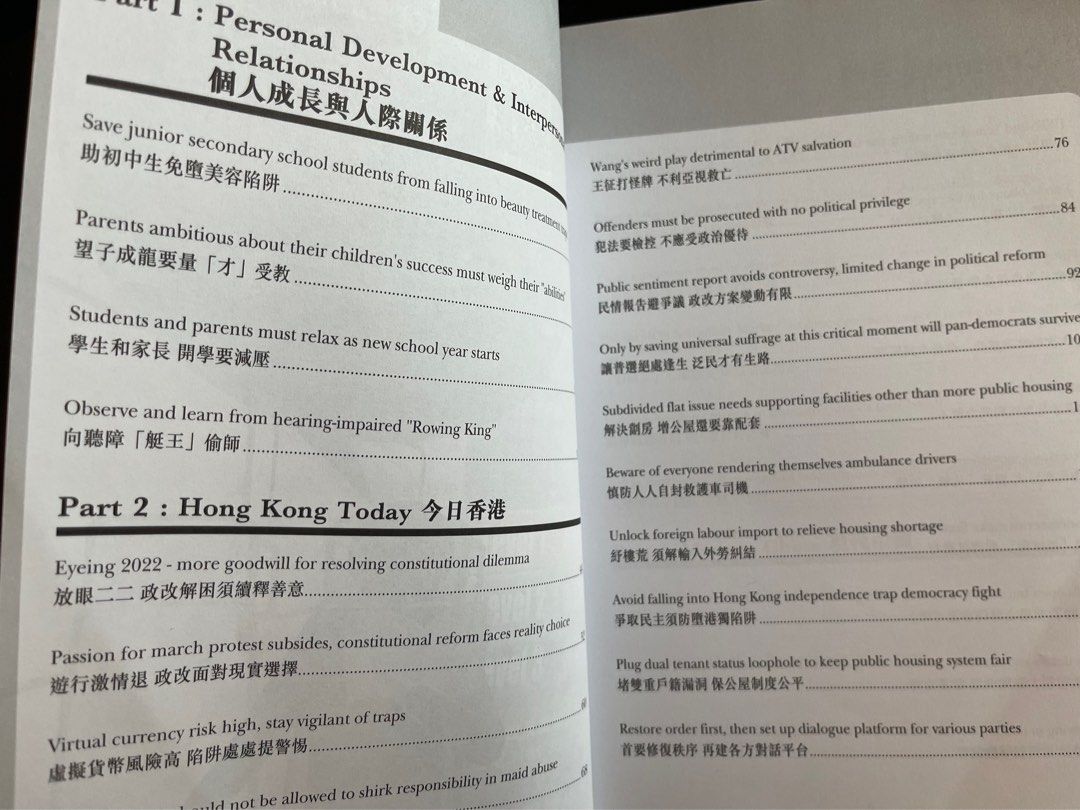 Part 1 : Personal Development & Interperson
Relationships
個人成長與人際關係
Save junior secondary school students from falling into beauty treatment
助初中生免墮美容陷阱
Parents ambitious about their children's success must weigh their "abilities"
望子成龍要量「才」受教
Students and parents must relax as new school year starts
學生和家長 開學要減壓
Observe and learn from hearing-impaired "Rowing King"
向聽障「艇王」偷師
Part 2 : Hong Kong Today 今日香港
Eyeing 2022 - more goodwill for resolving constitutional dilemma
放眼二二 政改解困須續釋善意
Passion for march protest subsides, constitutional reform faces reality choice
遊行激情退 政改面對現實選擇
Virtual currency risk high, stay vigilant of traps
虛擬貨幣風險高 陷阱處處提警惕 60
should not be allowed to shirk responsibility in maid abuse
68
Wang's weird play detrimental to ATV salvation
王征打怪牌 不利亞視救亡 76
Offenders must be prosecuted with no political privilege
犯法要檢控 不應受政治優待 84
Public sentiment report avoids controversy, limited change in political reform
民情報告避爭議 政改方案變動有限 92
Only by saving universal suffrage at this critical moment will pan-democrats survive
讓普選絕處逢生 泛民才有生路 10
Subdivided flat issue needs supporting facilities other than more public housing
解決劏房 增公屋還要靠配套 1
Beware of everyone rendering themselves ambulance drivers
慎防人人自封救護車司機
Unlock foreign labour import to relieve housing shortage
紓樓荒 須解輸入外勞糾結
Avoid falling into Hong Kong independence trap democracy fight
爭取民主須防墮港獨陷阱
Plug dual tenant status loophole to keep public housing system fair
堵雙重戶籍漏洞 保公屋制度公平
Restore order first, then set up dialogue platform for various parties
首要修復秩序 再建各方對話平台